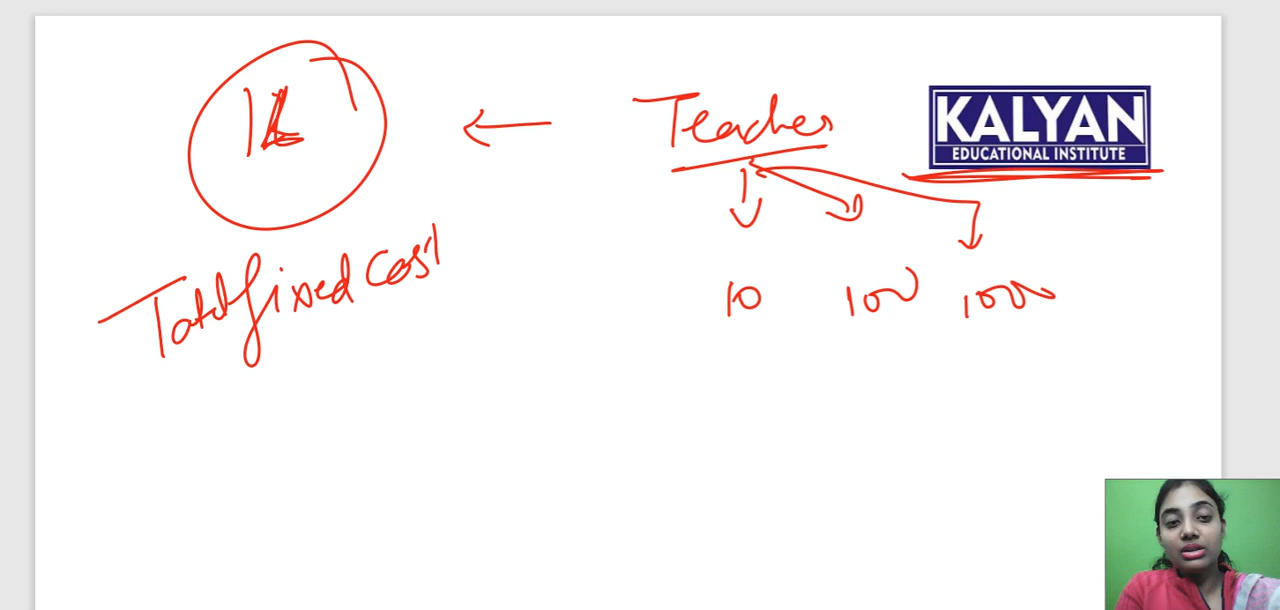 1L
Teacher
KALYAN
EDUCATIONAL INSTITUTE
Total fixed cost
10 100 1000